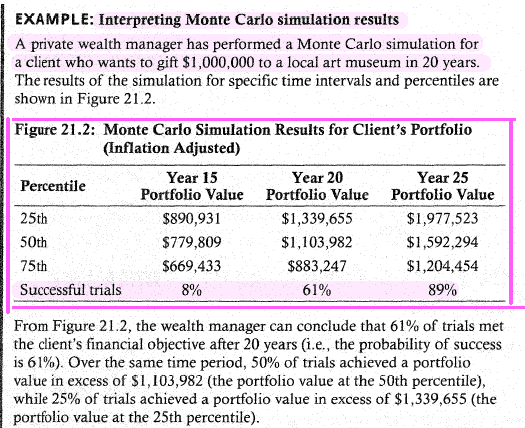 EXAMPLE: Interpreting Monte Carlo simulation results
A private wealth manager has performed a Monte Carlo simulation for
a client who wants to gift $1,000,000 to a local art museum in 20 years.
The results of the simulation for specific time intervals and percentiles are
shown in Figure 21.2.
Figure 21.2: Monte Carlo Simulation Results for Client's Portfolio
(Inflation Adjusted)
Percentile Year 15 Portfolio Value Year 20 Portfolio Value Year 25 Portfolio Value
25th $890,931 $1,339,655 $1,977,523
50th $779,809 $1,103,982 $1,592,294
75th $669,433 $883,247 $1,204,454
Successful trials 8% 61% 89%
From Figure 21.2, the wealth manager can conclude that 61% of trials met
the client's financial objective after 20 years (i.e., the probability of success
is 61%). Over the same time period, 50% of trials achieved a portfolio
value in excess of $1,103,982 (the portfolio value at the 50th percentile),
while 25% of trials achieved a portfolio value in excess of $1,339,655 (the
portfolio value at the 25th percentile).